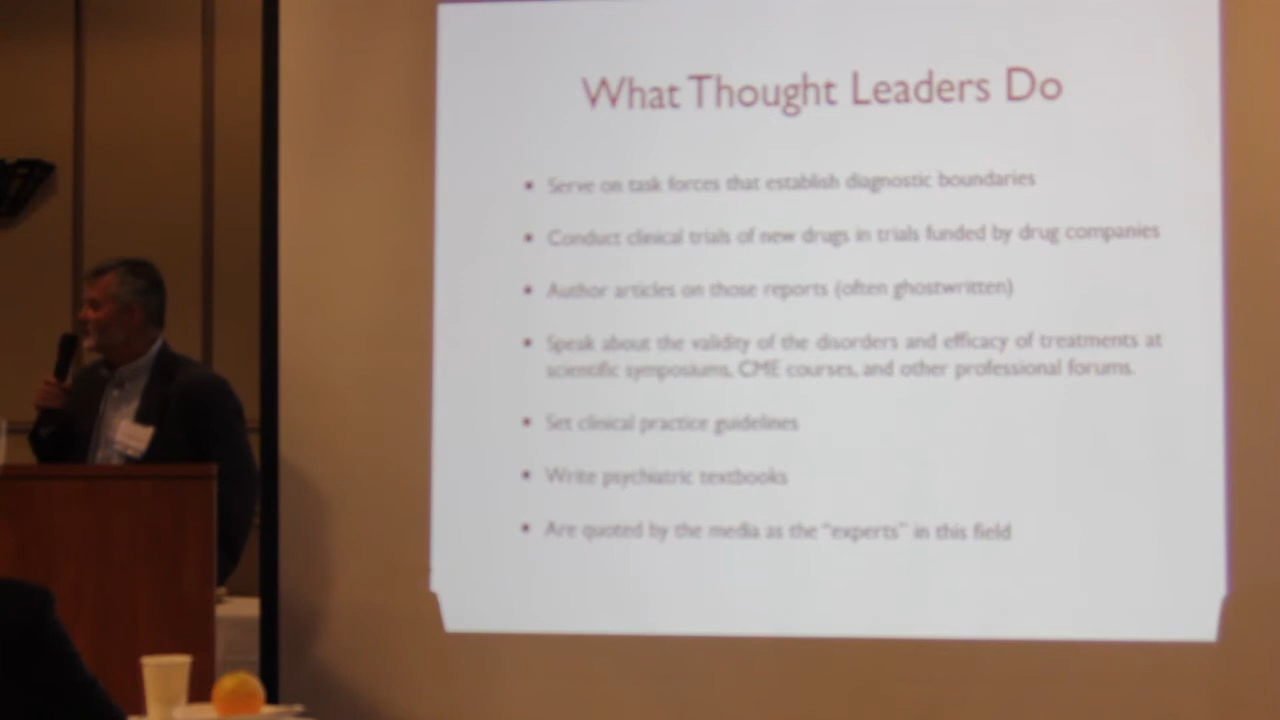 What Thought Leaders Do
• Serve on task forces that establish diagnostic boundaries
• Conduct clinical trials of new drugs in trials funded by drug companies
• Author articles on those reports (often ghostwritten)
• Speak about the validity of the disorders and efficacy of treatments at
scientific symposiums, CME courses, and other professional forums.
• Set clinical practice guidelines
• Write psychiatric textbooks
• Are quoted by the media as the “experts” in this field